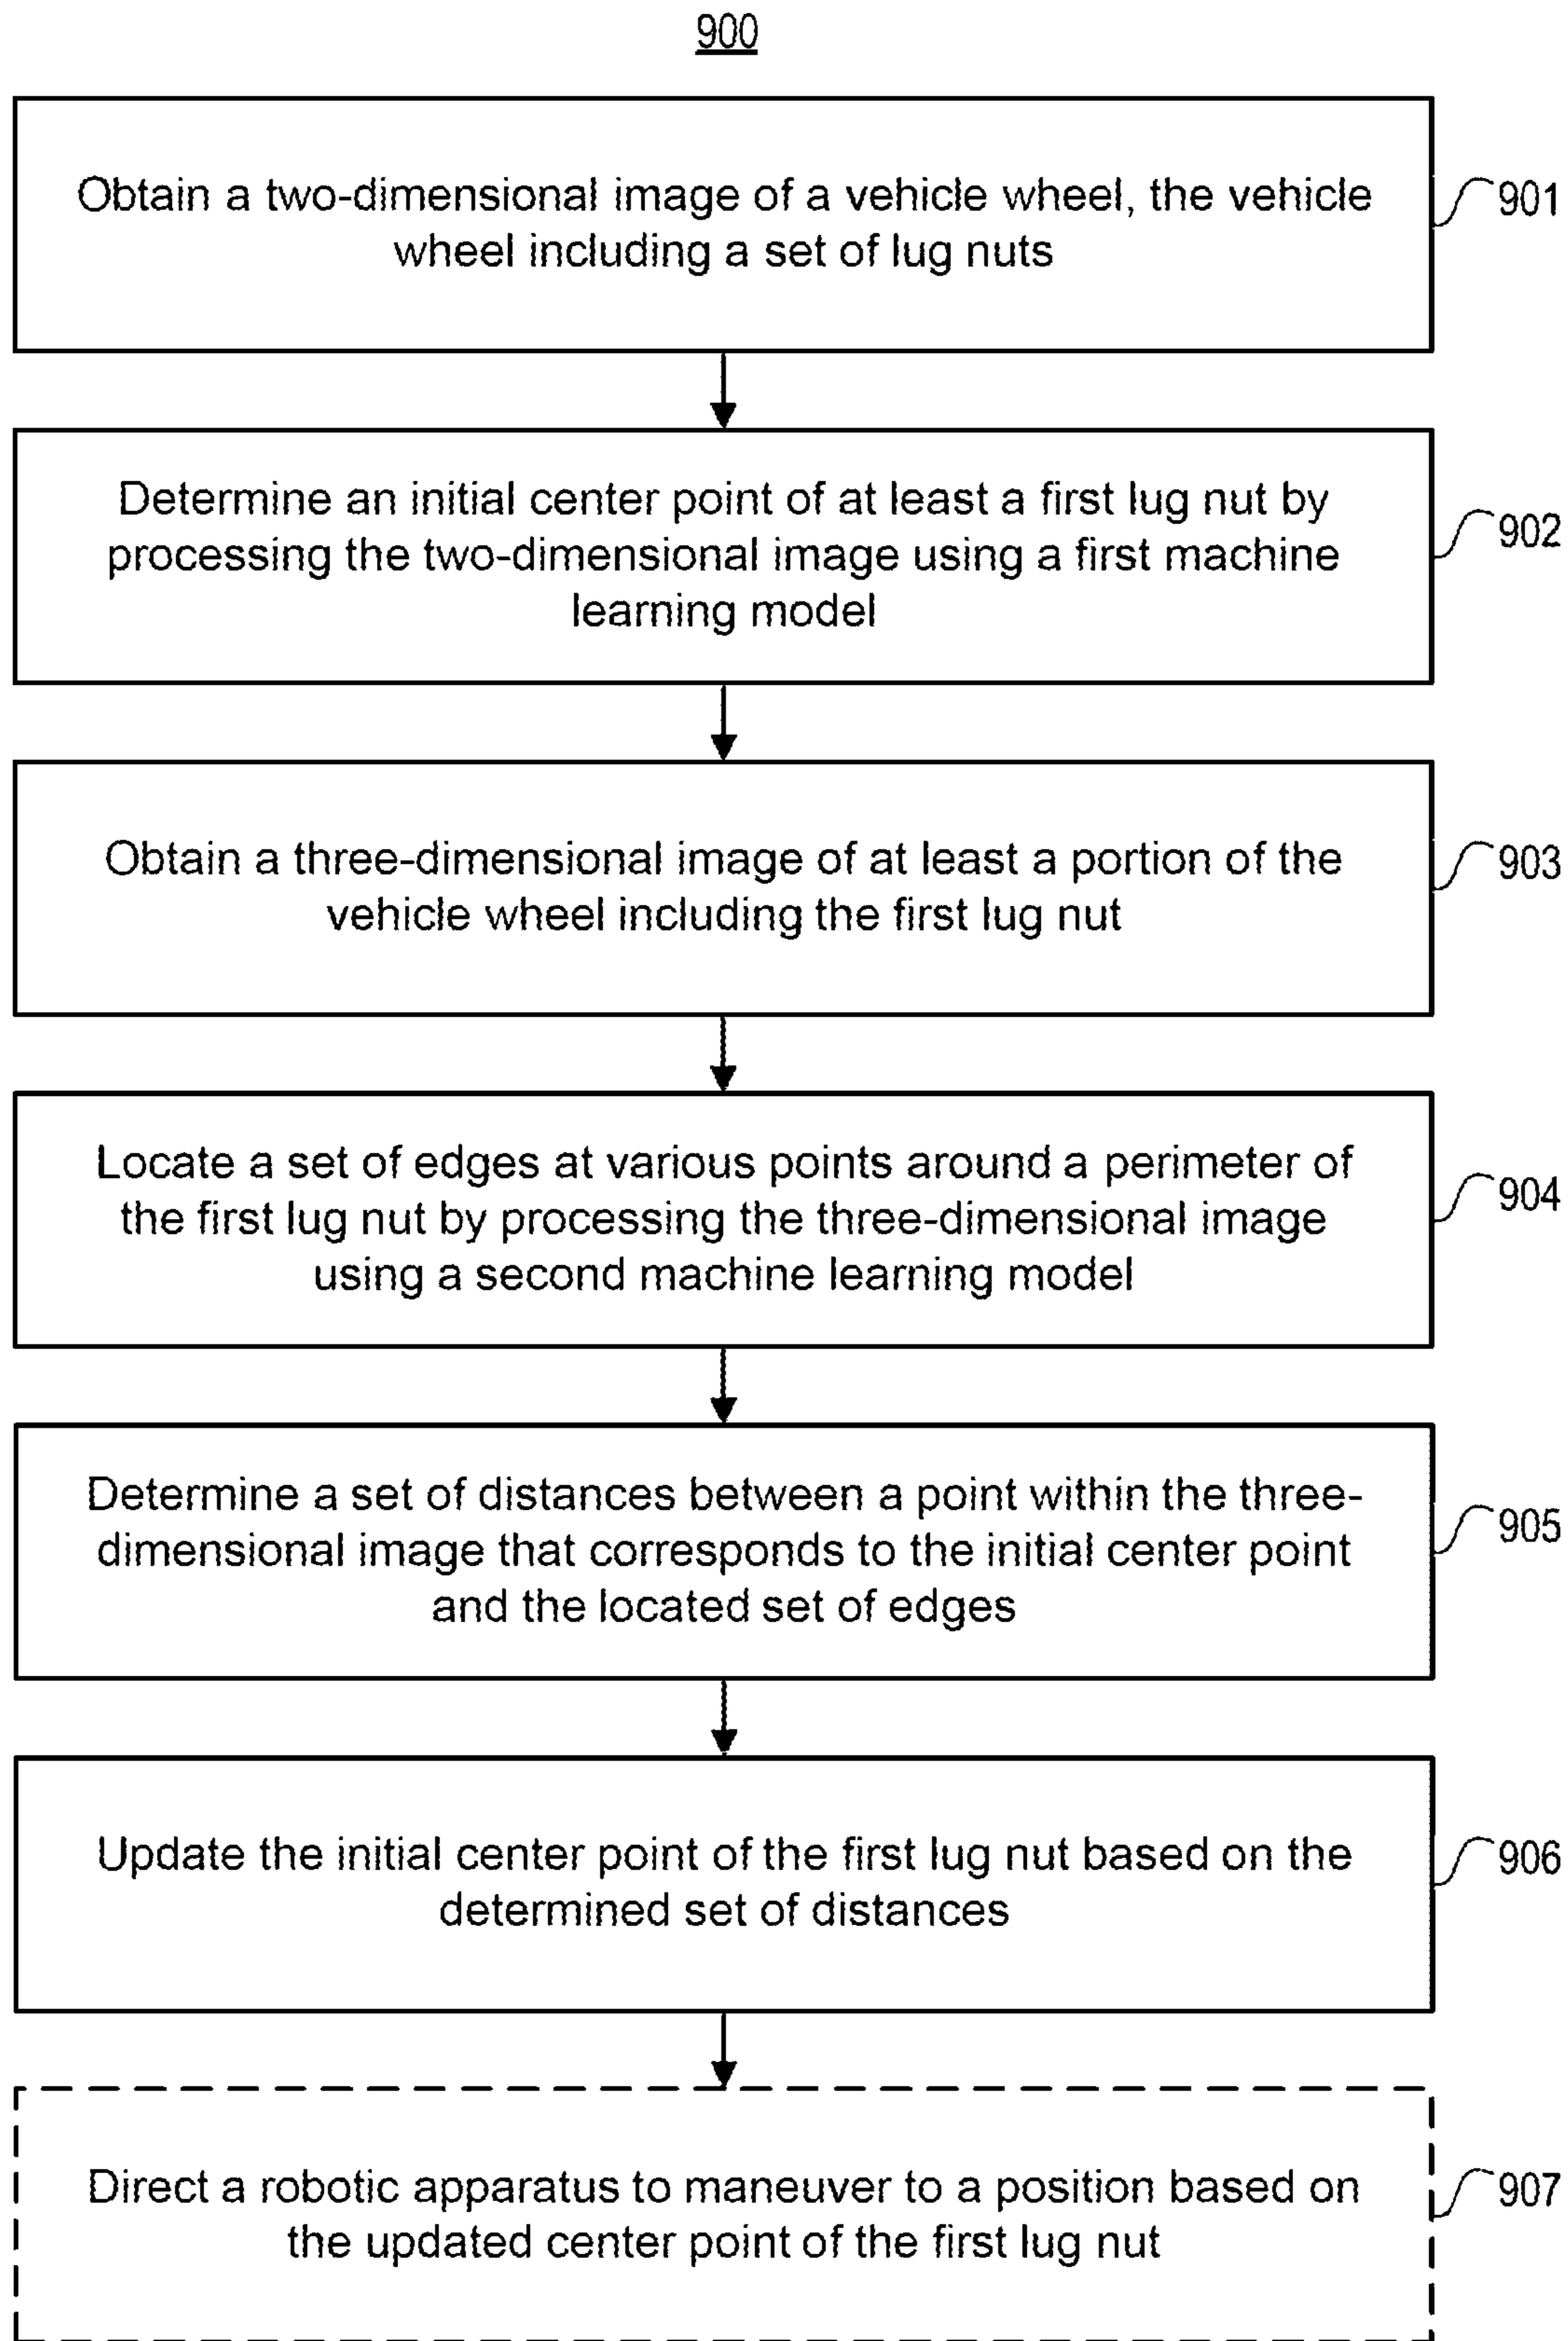 900
Obtain a two-dimensional image of a vehicle wheel, the vehicle
wheel including a set of lug nuts
901
Determine an initial center point of at least a first lug nut by
processing the two-dimensional image using a first machine
learning model
902
Obtain a three-dimensional image of at least a portion of the
vehicle wheel including the first lug nut
903
Locate a set of edges at various points around a perimeter of
the first lug nut by processing the three-dimensional image
using a second machine learning model
904
Determine a set of distances between a point within the three-
dimensional image that corresponds to the initial center point
and the located set of edges
905
Update the initial center point of the first lug nut based on the
determined set of distances
906
Direct a robotic apparatus to maneuver to a position based on
the updated center point of the first lug nut
907